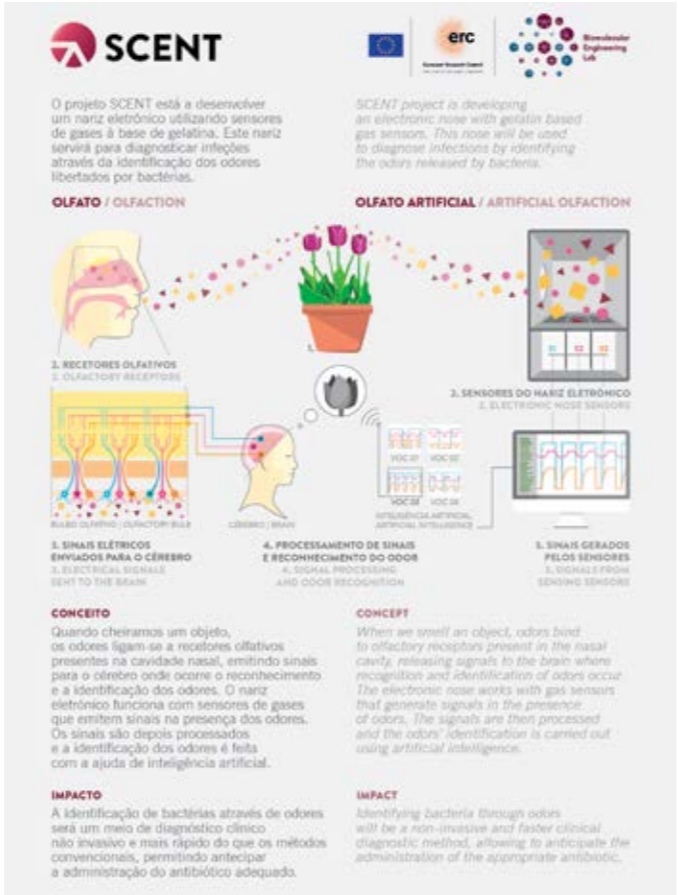 SCENT
erc
European Research Council
Biomolecular
Engineering
Lab
O projeto SCENT está a desenvolver
um nariz eletrónico utilizando sensores
de gases à base de gelatina. Este nariz
servirá para diagnosticar infeções
através da identificação dos odores
libertados por bactérias.
SCENT project is developing
an electronic nose with gelatin based
gas sensors. This nose will be used
to diagnose infections by identifying
the odors released by bacteria.
OLFATO / OLFACTION
OLFATO ARTIFICIAL / ARTIFICIAL OLFACTION
1.
2. RECETORES OLFATIVOS
2. OLFACTORY RECEPTORS
S1 S2 S3
2. SENSORES DO NARIZ ELETRÓNICO
2. ELECTRONIC NOSE SENSORS
VOC 01 VOC 02
VOC 03 VOC 04
BULBO OLFATIVO / OLFACTORY BULB
CÉREBRO / BRAIN
INTELIGÊNCIA ARTIFICIAL
ARTIFICIAL INTELLIGENCE
3. SINAIS ELÉTRICOS
ENVIADOS PARA O CÉREBRO
3. ELECTRICAL SIGNALS
SENT TO THE BRAIN
4. PROCESSAMENTO DE SINAIS
E RECONHECIMENTO DO ODOR
4. SIGNAL PROCESSING
AND ODOR RECOGNITION
3. SINAIS GERADOS
PELOS SENSORES
3. SIGNALS FROM
SENSING SENSORS
CONCEITO
Quando cheiramos um objeto,
os odores ligam-se a recetores olfativos
presentes na cavidade nasal, emitindo sinais
para o cérebro onde ocorre o reconhecimento
e a identificação dos odores. O nariz
eletrónico funciona com sensores de gases
que emitem sinais na presença dos odores.
Os sinais são depois processados
e a identificação dos odores é feita
com a ajuda de inteligência artificial.
CONCEPT
When we smell an object, odors bind
to olfactory receptors present in the nasal
cavity, releasing signals to the brain where
recognition and identification of odors occur.
The electronic nose works with gas sensors
that generate signals in the presence
of odors. The signals are then processed
and the odors' identification is carried out
using artificial intelligence.
IMPACTO
A identificação de bactérias através de odores
será um meio de diagnóstico clínico
não invasivo e mais rápido do que os métodos
convencionais, permitindo antecipar
a administração do antibiótico adequado.
IMPACT
Identifying bacteria through odors
will be a non-invasive and faster clinical
diagnostic method, allowing to anticipate the
administration of the appropriate antibiotic.